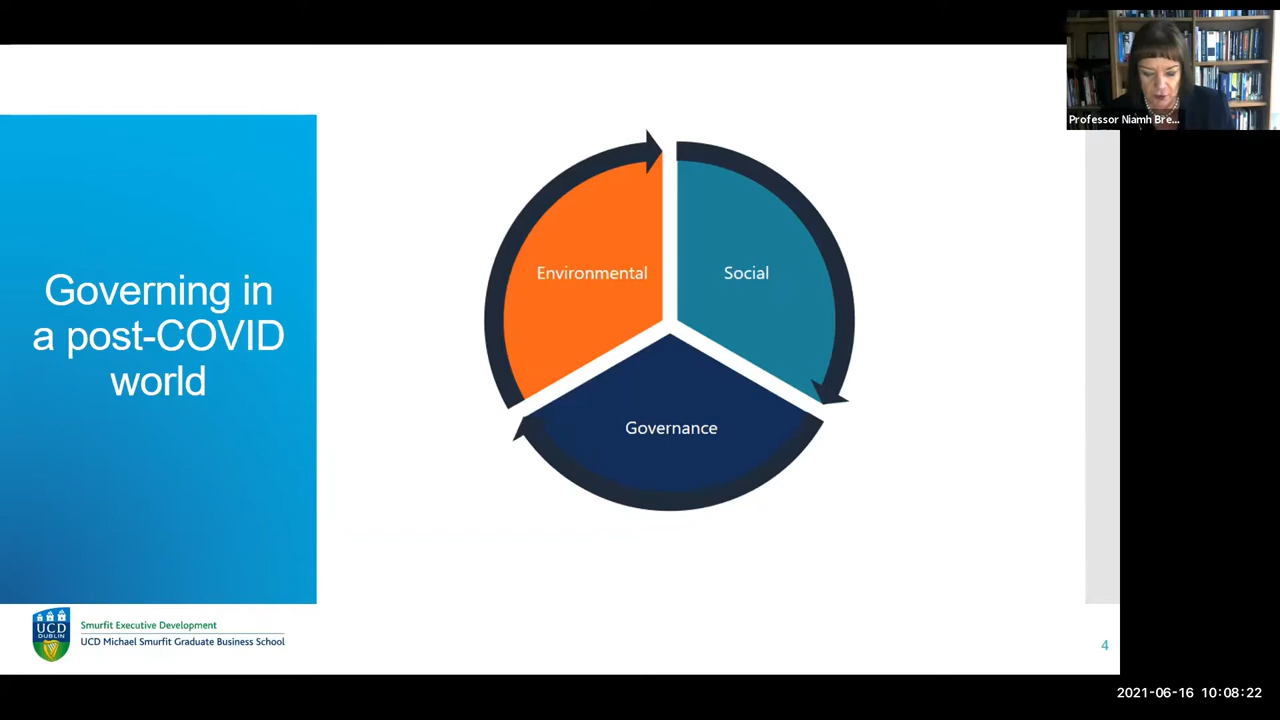 Professor Niamh Bre...
Governing in
a post-COVID
world
Environmental
Social
Governance
UCD
DUBLIN
Smurfit Executive Development
UCD Michael Smurfit Graduate Business School
4
2021-06-16 10:08:22